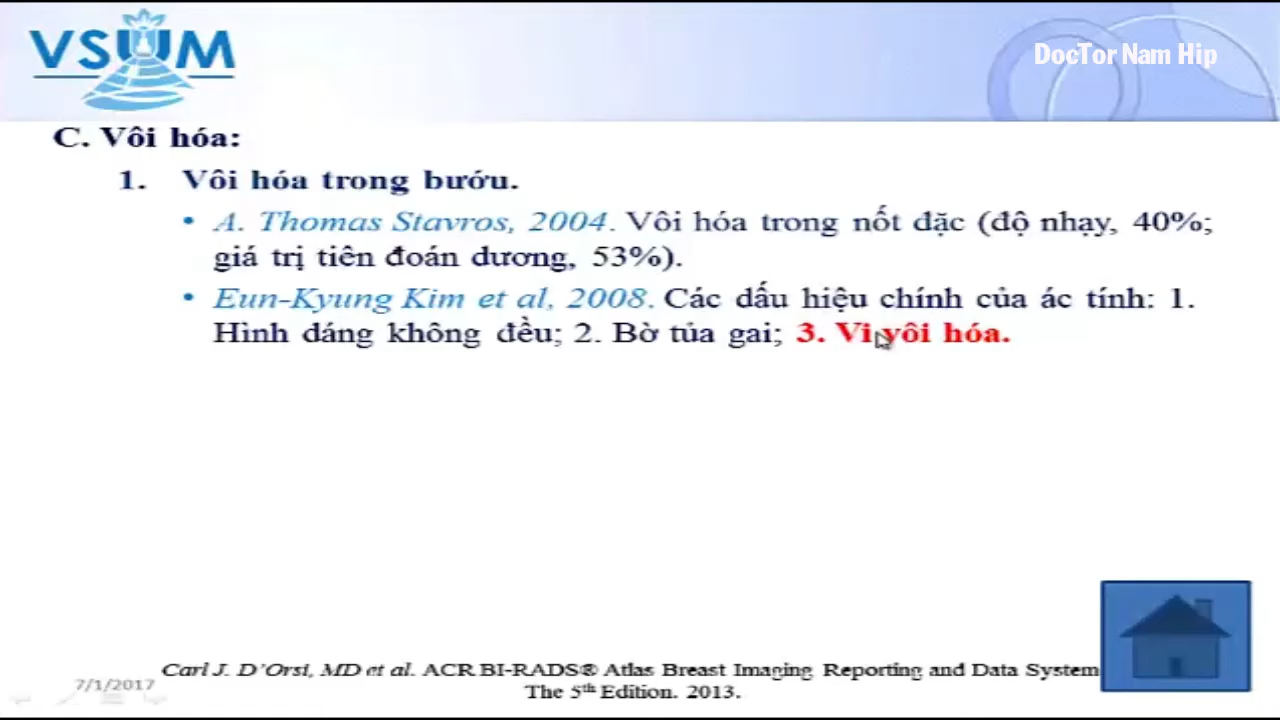 VSUM
DocTor Nam Hip
C. Vôi hóa:
1. Vôi hóa trong bướu.
• A. Thomas Stavros, 2004. Vôi hóa trong nốt đặc (độ nhạy, 40%;
giá trị tiên đoán dương, 53%).
• Eun-Kyung Kim et al, 2008. Các dấu hiệu chính của ác tính: 1.
Hình dáng không đều; 2. Bờ tủa gai; 3. Vi vôi hóa.
Carl J. D'Orsi, MD et al. ACR BI-RADS® Atlas Breast Imaging Reporting and Data System
The 5th Edition. 2013.
7/1/2017